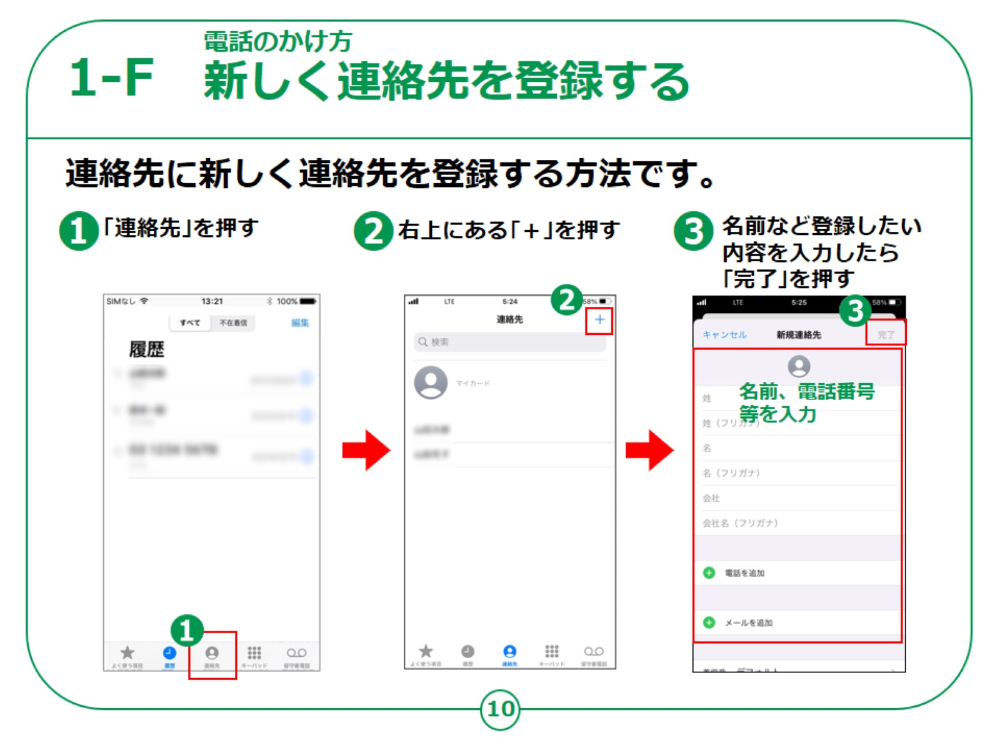 電話のかけ方
1-F
新しく連絡先を登録する
連絡先に新しく連絡先を登録する方法です。
1 「連絡先」を押す
2 右上にある「＋」を押す
3 名前など登録したい
内容を入力したら
「完了」を押す
SIMなし 13:21 100%
すべて 不在着信 編集
履歴
1
よく使う項目 履歴 連絡先 キーパッド 留守番電話
2
LTE 5:24 58%
連絡先 +
検索
マイカード
よく使う項目 履歴 連絡先 キーパッド 留守番電話
3
LTE 5:25 58%
キャンセル 新規連絡先 完了
名前、電話番号
等を入力
姓
姓（フリガナ）
名
名（フリガナ）
会社
会社名（フリガナ）
電話を追加
メールを追加
デフォルト
10